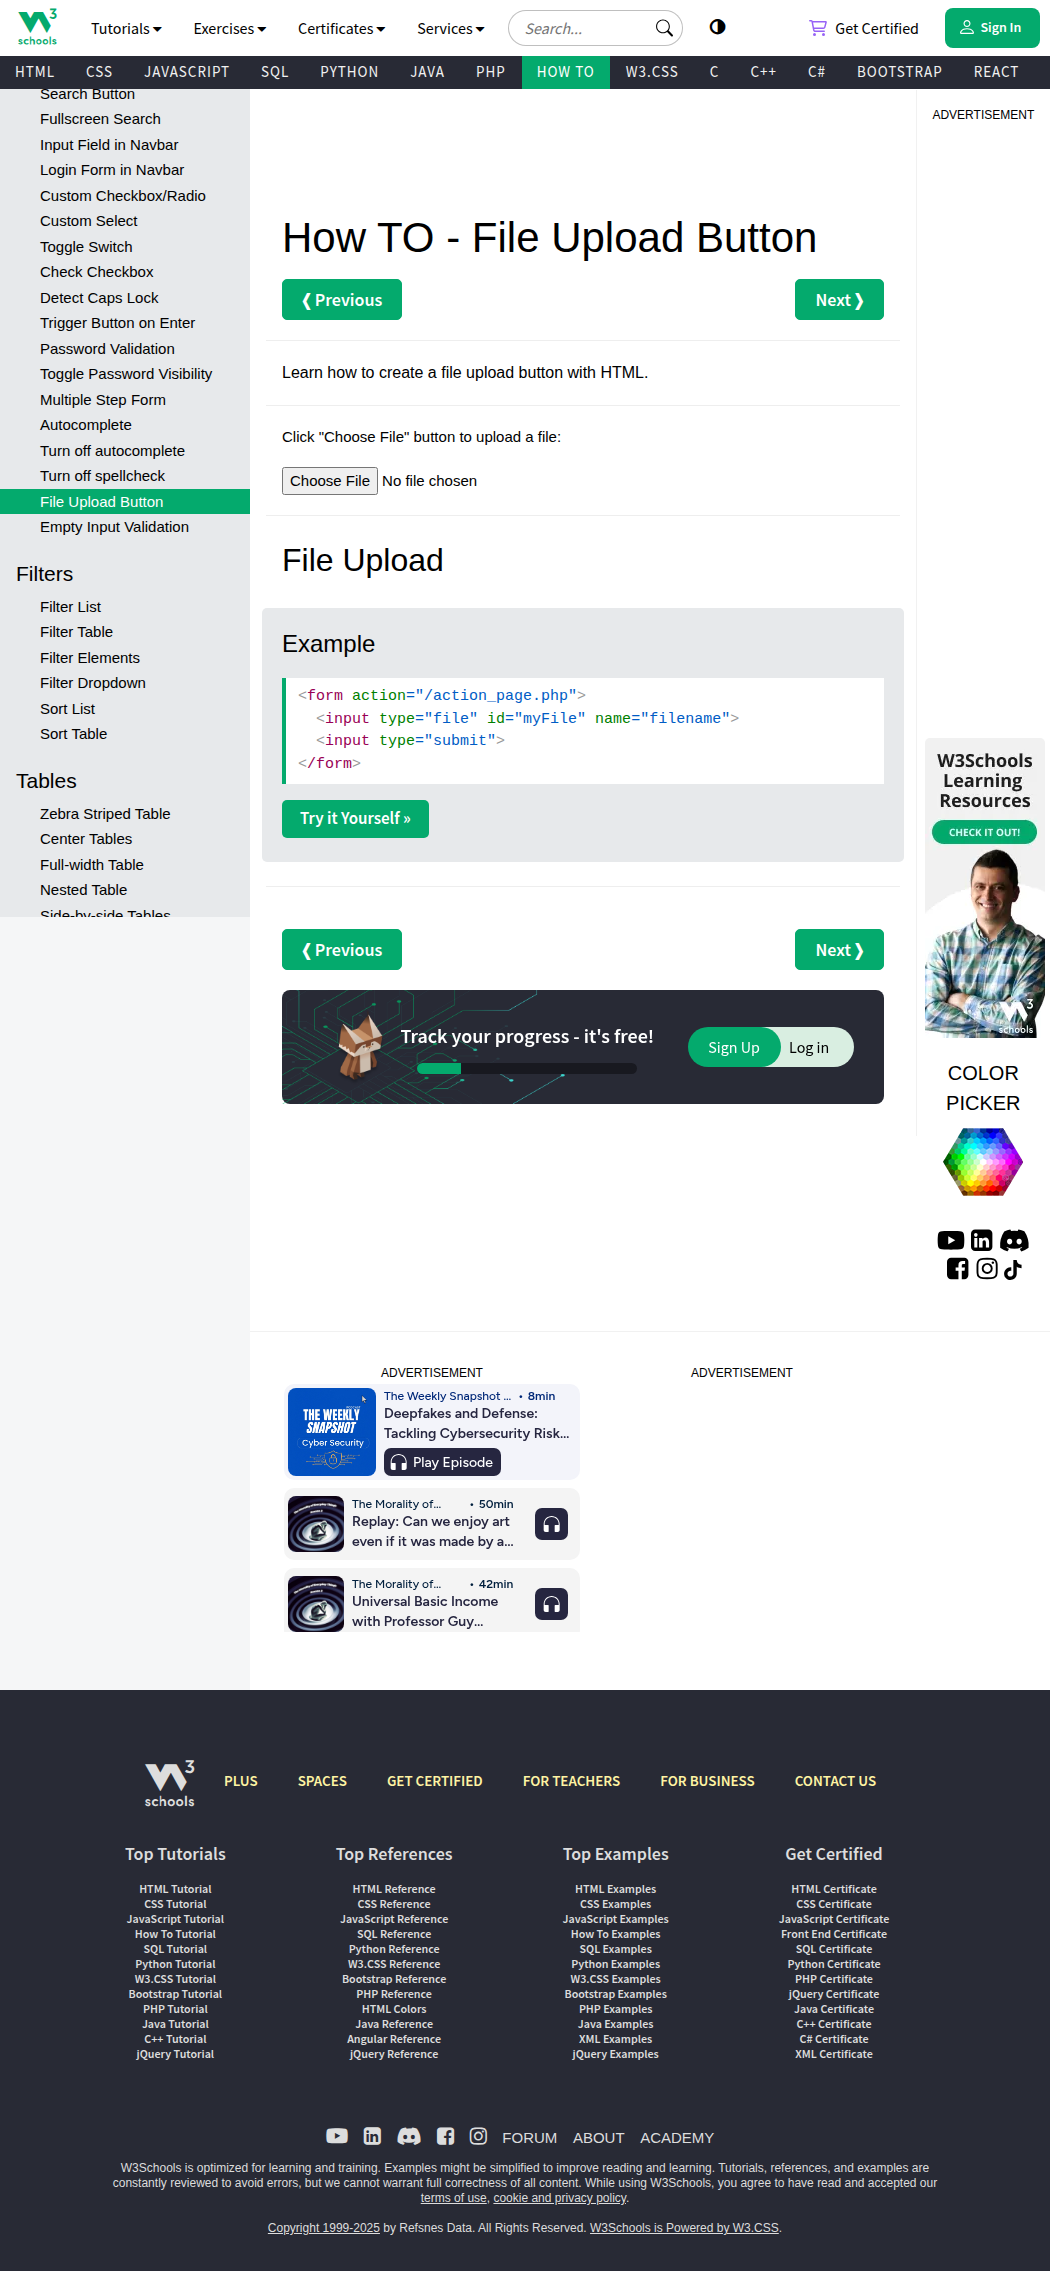 W3 schools
Tutorials Exercises Certificates Services Search... Get Certified Sign In
HTML CSS JAVASCRIPT SQL PYTHON JAVA PHP HOW TO W3.CSS C C++ C# BOOTSTRAP REACT
Search Button
Fullscreen Search
Input Field in Navbar
Login Form in Navbar
Custom Checkbox/Radio
Custom Select
Toggle Switch
Check Checkbox
Detect Caps Lock
Trigger Button on Enter
Password Validation
Toggle Password Visibility
Multiple Step Form
Autocomplete
Turn off autocomplete
Turn off spellcheck
File Upload Button
Empty Input Validation
Filters
Filter List
Filter Table
Filter Elements
Filter Dropdown
Sort List
Sort Table
Tables
Zebra Striped Table
Center Tables
Full-width Table
Nested Table
Side-by-side Tables
How TO - File Upload Button
❮ Previous Next ❯
Learn how to create a file upload button with HTML.
Click "Choose File" button to upload a file:
Choose File No file chosen
File Upload
Example
<form action="/action_page.php">
  <input type="file" id="myFile" name="filename">
  <input type="submit">
</form>
Try it Yourself »
❮ Previous Next ❯
Track your progress - it's free! Sign Up Log in
ADVERTISEMENT
W3Schools
Learning
Resources
CHECK IT OUT!
W3 schools
COLOR
PICKER
ADVERTISEMENT
THE WEEKLY
SNAPSHOT
Cyber Security
The Weekly Snapshot ... • 8min
Deepfakes and Defense:
Tackling Cybersecurity Risk...
Play Episode
The Morality of... • 50min
Replay: Can we enjoy art
even if it was made by a...
The Morality of... • 42min
Universal Basic Income
with Professor Guy...
ADVERTISEMENT
W3 schools
PLUS SPACES GET CERTIFIED FOR TEACHERS FOR BUSINESS CONTACT US
Top Tutorials
HTML Tutorial
CSS Tutorial
JavaScript Tutorial
How To Tutorial
SQL Tutorial
Python Tutorial
W3.CSS Tutorial
Bootstrap Tutorial
PHP Tutorial
Java Tutorial
C++ Tutorial
jQuery Tutorial
Top References
HTML Reference
CSS Reference
JavaScript Reference
SQL Reference
Python Reference
W3.CSS Reference
Bootstrap Reference
PHP Reference
HTML Colors
Java Reference
Angular Reference
jQuery Reference
Top Examples
HTML Examples
CSS Examples
JavaScript Examples
How To Examples
SQL Examples
Python Examples
W3.CSS Examples
Bootstrap Examples
PHP Examples
Java Examples
XML Examples
jQuery Examples
Get Certified
HTML Certificate
CSS Certificate
JavaScript Certificate
Front End Certificate
SQL Certificate
Python Certificate
PHP Certificate
jQuery Certificate
Java Certificate
C++ Certificate
C# Certificate
XML Certificate
FORUM ABOUT ACADEMY
W3Schools is optimized for learning and training. Examples might be simplified to improve reading and learning. Tutorials, references, and examples are
constantly reviewed to avoid errors, but we cannot warrant full correctness of all content. While using W3Schools, you agree to have read and accepted our
terms of use, cookie and privacy policy.
Copyright 1999-2025 by Refsnes Data. All Rights Reserved. W3Schools is Powered by W3.CSS.